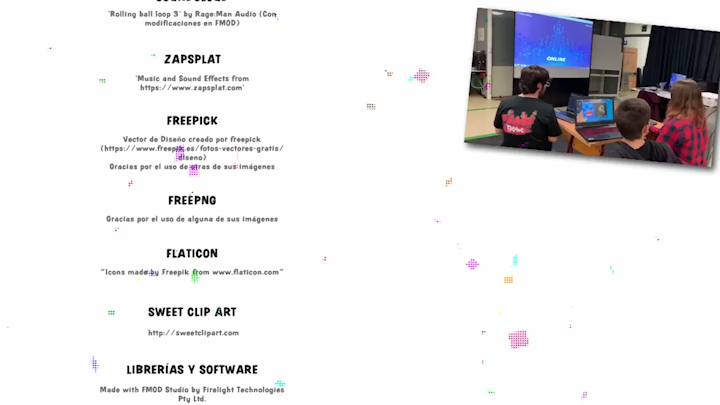 'Rolling ball loop 3' by Rage:Man Audio (Con
modificaciones en FMOD)
ZAPSPLAT
'Music and Sound Effects from
https://www.zapsplat.com'
FREEPICK
Vector de Diseño creado por freepick
(https://www.freepik.es/fotos-vectores-gratis/
diseno)
Gracias por el uso de otras de sus imágenes
FREEPNG
Gracias por el uso de alguna de sus imágenes
FLATICON
"Icons made by Freepik from www.flaticon.com"
SWEET CLIP ART
http://sweetclipart.com
LIBRERÍAS Y SOFTWARE
Made with FMOD Studio by Firelight Technologies
Pty Ltd.
ONLINE